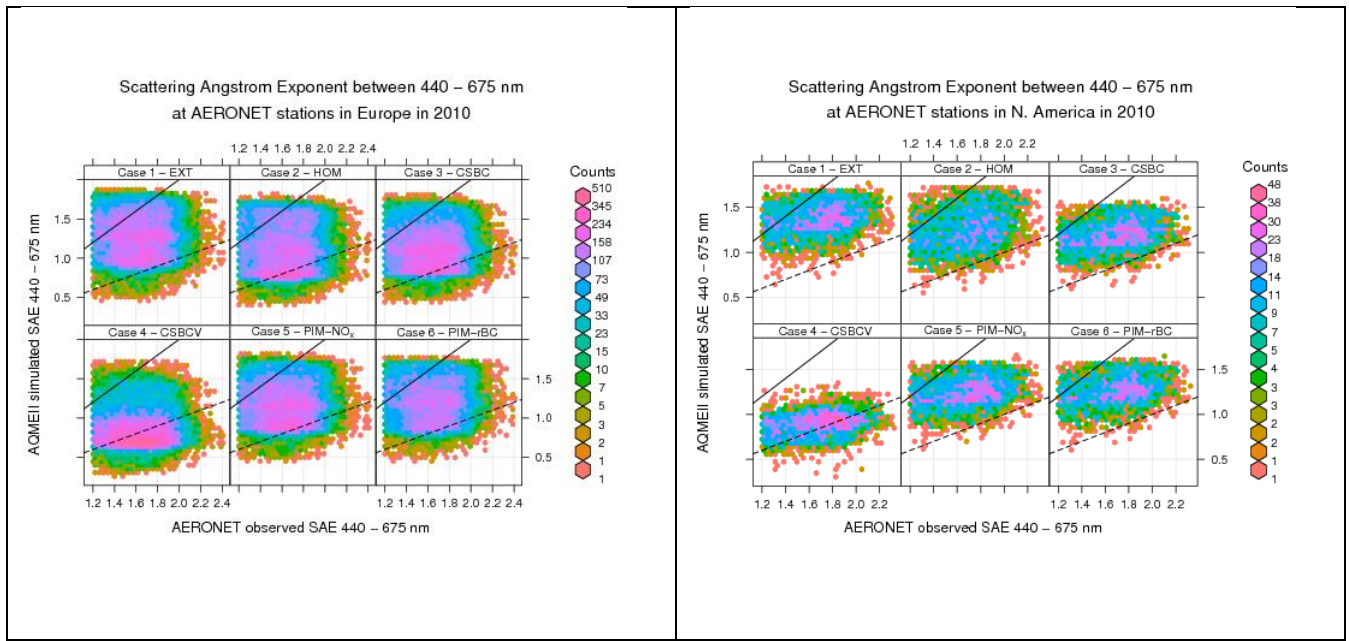 Scattering Angstrom Exponent between 440 – 675 nm
at AERONET stations in Europe in 2010
1.2 1.4 1.6 1.8 2.0 2.2 2.4
Case 1 – EXT
Case 2 – HOM
Case 3 – CSBC
1.5
1.0
0.5
Case 4 – CSBCV
Case 5 – PIM–NOx
Case 6 – PIM–rBC
1.5
1.0
0.5
1.2 1.4 1.6 1.8 2.0 2.2
1.2 1.4 1.6 1.8 2.0 2.2 2.4
AERONET observed SAE 440 – 675 nm
AQMEII simulated SAE 440 – 675 nm
Counts
510
345
234
158
107
73
49
33
23
15
10
7
5
3
2
1
1
Scattering Angstrom Exponent between 440 – 675 nm
at AERONET stations in N. America in 2010
1.2 1.4 1.6 1.8 2.0 2.2
Case 1 – EXT
Case 2 – HOM
Case 3 – CSBC
1.5
1.0
0.5
Case 4 – CSBCV
Case 5 – PIM–NOx
Case 6 – PIM–rBC
1.5
1.0
0.5
1.2 1.4 1.6 1.8 2.0 2.2
1.2 1.4 1.6 1.8 2.0 2.2
AERONET observed SAE 440 – 675 nm
AQMEII simulated SAE 440 – 675 nm
Counts
48
38
30
23
18
14
11
9
7
5
4
3
3
2
2
1
1